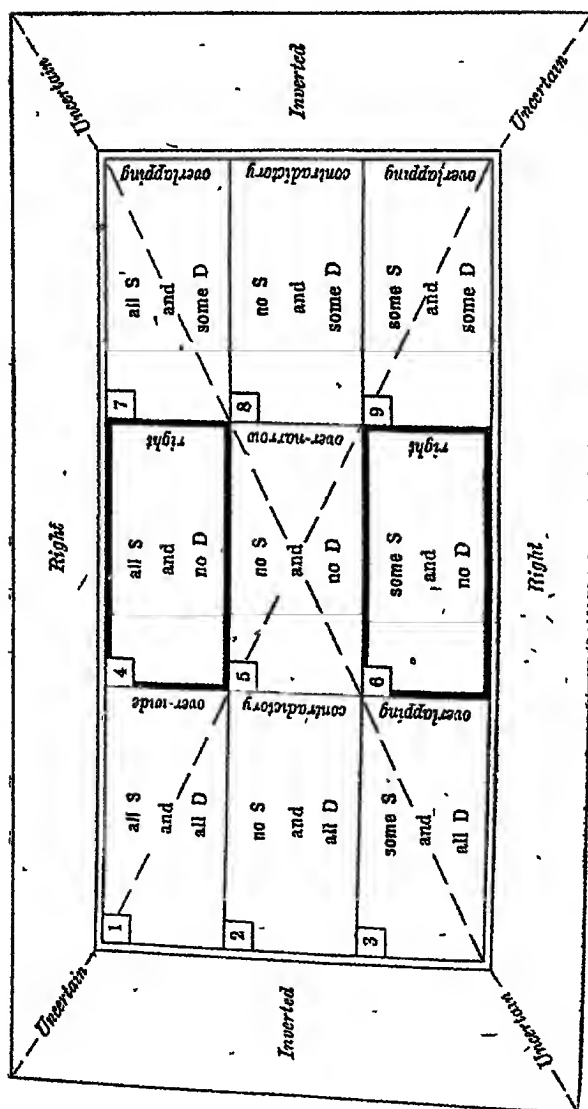 Uncertain
Right
Uncertain
Inverted
1
all S
and
all D
over-wide
4
all S
and
no D
right
7
all S
and
some D
overlapping
2
no S
and
all D
contradictory
5
no S
and
no D
over-narrow
8
no S
and
some D
contradictory
3
some S
and
all D
overlapping
6
some S
and
no D
right
9
some S
and
some D
overlapping
Inverted
Uncertain
Right
Uncertain